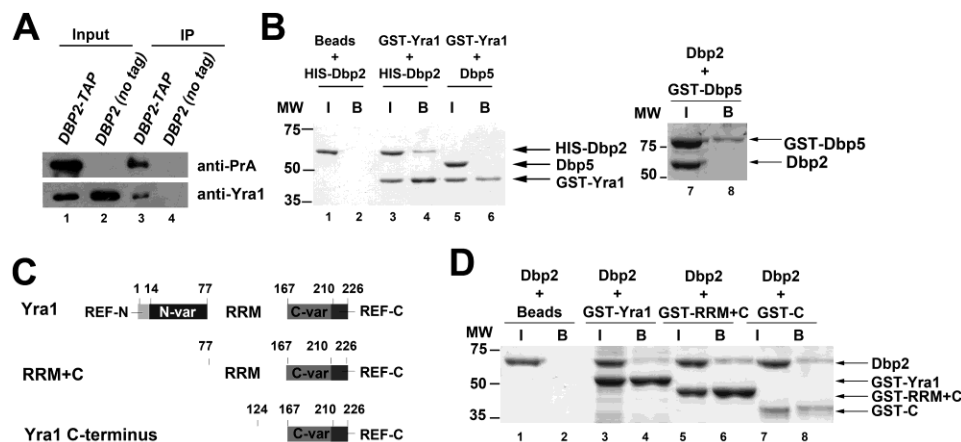 A
Input
IP
DBP2-TAP
DBP2 (no tag)
DBP2-TAP
DBP2 (no tag)
anti-PrA
anti-Yra1
1 2 3 4
B
Beads + HIS-Dbp2
GST-Yra1 + HIS-Dbp2
GST-Yra1 + Dbp5
MW I B I B I B
75
50
35
HIS-Dbp2
Dbp5
GST-Yra1
1 2 3 4 5 6
Dbp2 + GST-Dbp5
MW I B
75
50
GST-Dbp5
Dbp2
7 8
C
1 14 77 167 210 226
Yra1 REF-N N-var RRM C-var REF-C
77 167 210 226
RRM+C RRM C-var REF-C
124 167 210 226
Yra1 C-terminus C-var REF-C
D
Dbp2 + Beads
Dbp2 + GST-Yra1
Dbp2 + GST-RRM+C
Dbp2 + GST-C
MW I B I B I B I B
75
50
35
Dbp2
GST-Yra1
GST-RRM+C
GST-C
1 2 3 4 5 6 7 8